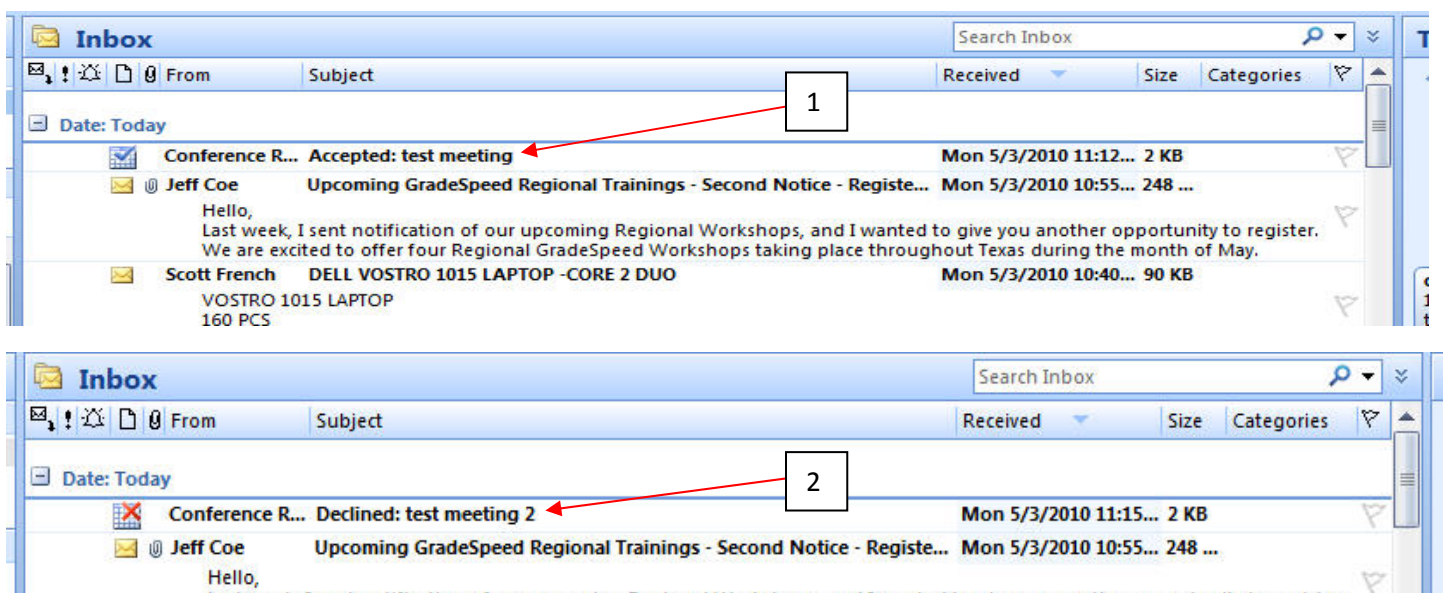 Inbox
Search Inbox
From Subject Received Size Categories
1
Date: Today
Conference R... Accepted: test meeting Mon 5/3/2010 11:12... 2 KB
Jeff Coe Upcoming GradeSpeed Regional Trainings - Second Notice - Registe... Mon 5/3/2010 10:55... 248 ...
Hello,
Last week, I sent notification of our upcoming Regional Workshops, and I wanted to give you another opportunity to register.
We are excited to offer four Regional GradeSpeed Workshops taking place throughout Texas during the month of May.
Scott French DELL VOSTRO 1015 LAPTOP -CORE 2 DUO Mon 5/3/2010 10:40... 90 KB
VOSTRO 1015 LAPTOP
160 PCS
Inbox
Search Inbox
From Subject Received Size Categories
2
Date: Today
Conference R... Declined: test meeting 2 Mon 5/3/2010 11:15... 2 KB
Jeff Coe Upcoming GradeSpeed Regional Trainings - Second Notice - Registe... Mon 5/3/2010 10:55... 248 ...
Hello,